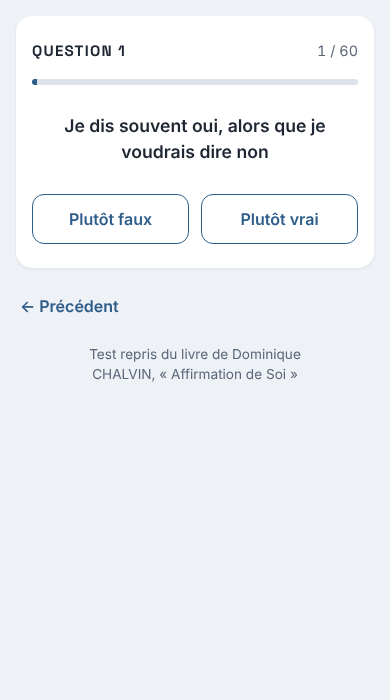 QUESTION 1
1 / 60
Je dis souvent oui, alors que je
voudrais dire non
Plutôt faux
Plutôt vrai
← Précédent
Test repris du livre de Dominique
CHALVIN, « Affirmation de Soi »